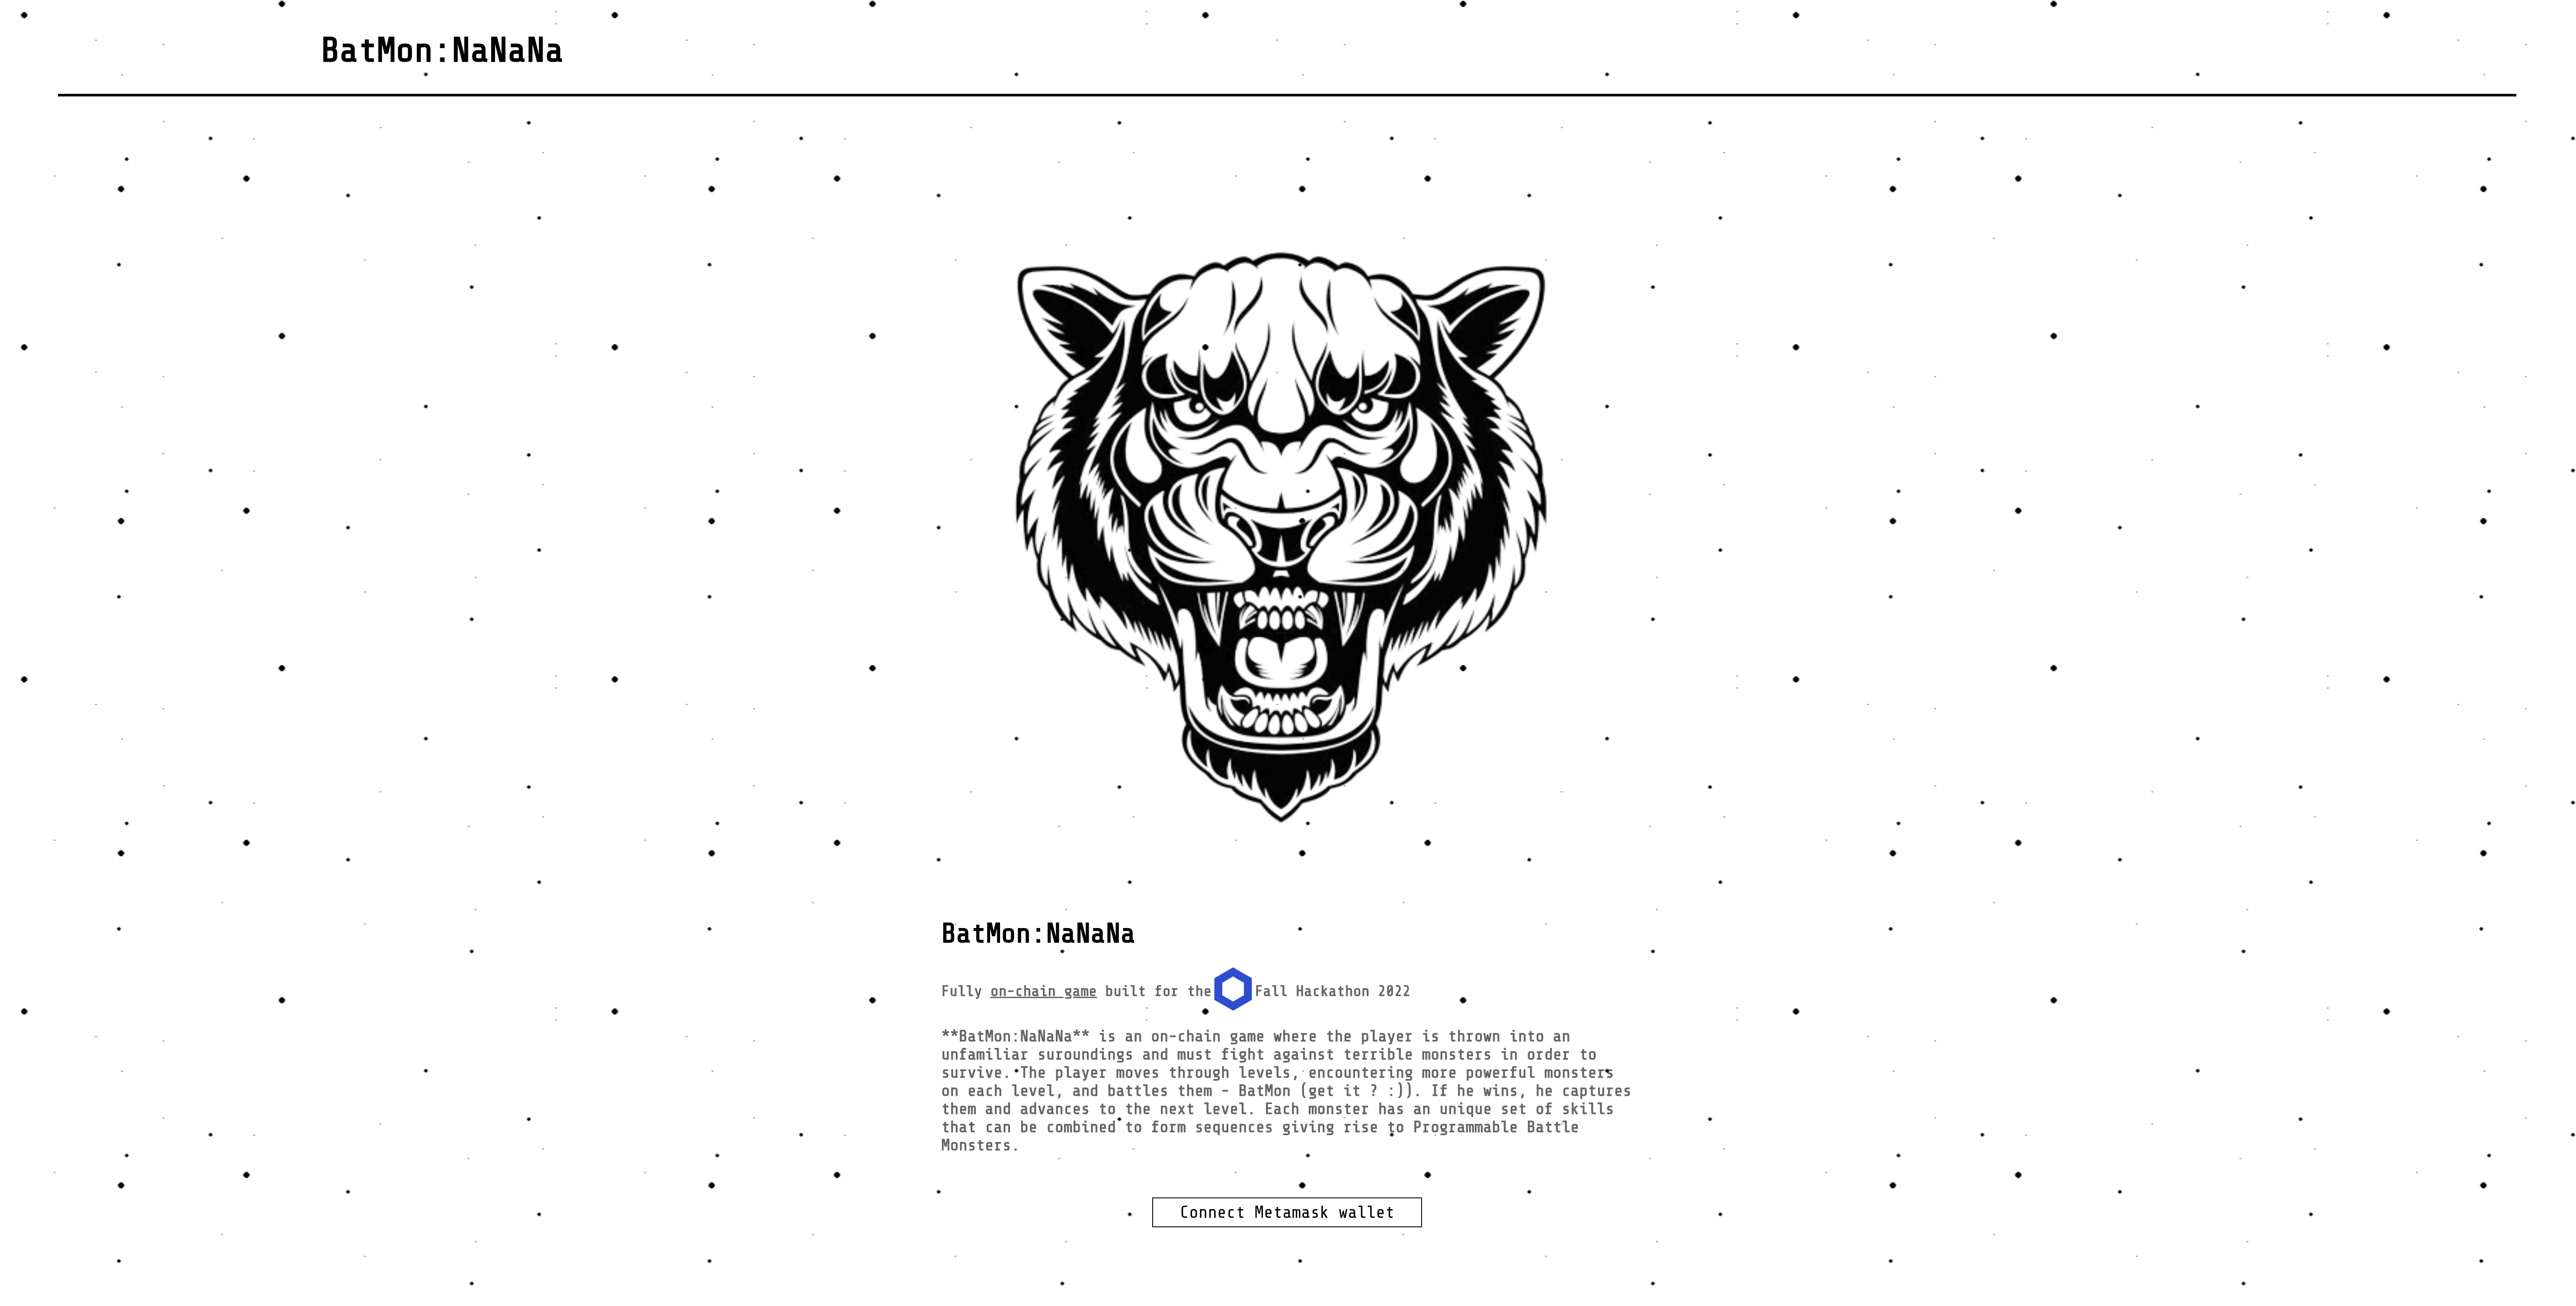 BatMon:NaNaNa
BatMon:NaNaNa
Fully on-chain game built for the Fall Hackathon 2022
**BatMon:NaNaNa** is an on-chain game where the player is thrown into an
unfamiliar suroundings and must fight against terrible monsters in order to
survive. The player moves through levels, encountering more powerful monsters
on each level, and battles them - BatMon (get it ? :)). If he wins, he captures
them and advances to the next level. Each monster has an unique set of skills
that can be combined to form sequences giving rise to Programmable Battle
Monsters.
Connect Metamask wallet